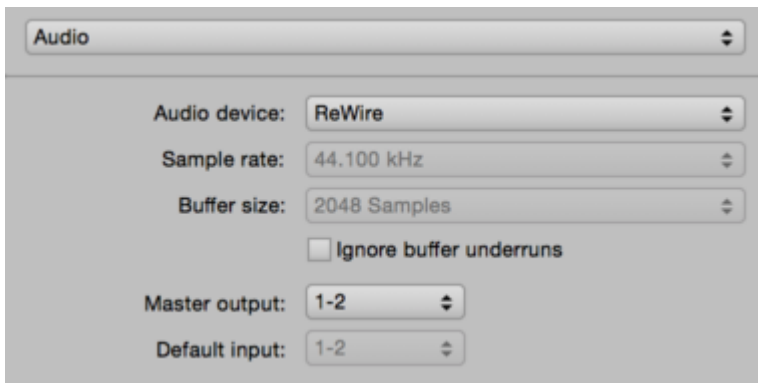 Audio
Audio device: ReWire
Sample rate: 44.100 kHz
Buffer size: 2048 Samples
Ignore buffer underruns
Master output: 1-2
Default input: 1-2